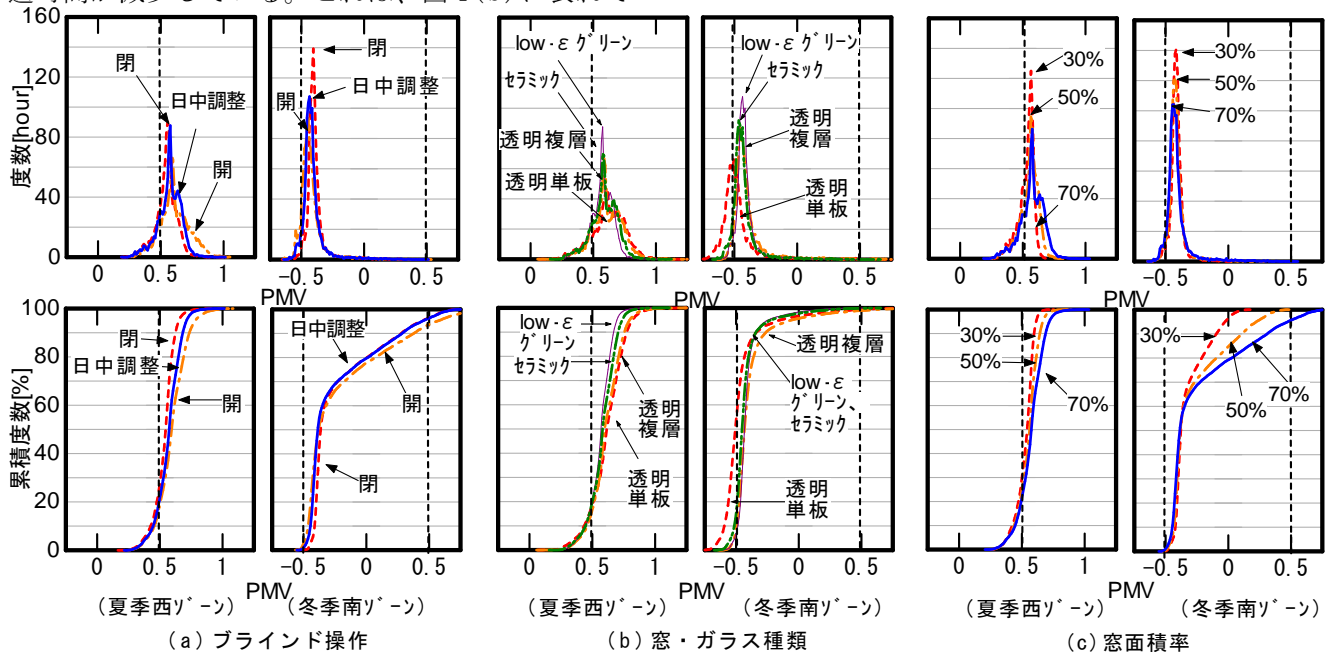 160
120
80
40
0
度数[hour]
閉
日中調整
開
0
0.5
1
閉
日中調整
開
-0.5
0
0.5
PMV
low-ε グリーン
セラミック
透明複層
透明単板
0
0.5
1
low-ε グリーン
セラミック
透明
複層
透明
単板
-0.5
0
0.5
PMV
30%
50%
70%
0
0.5
1
30%
50%
70%
-0.5
0
0.5
PMV
100
80
60
40
20
0
累積度数[%]
閉
日中調整
開
0
0.5
1
日中調整
開
閉
-0.5
0
0.5
PMV
(夏季西ゾーン)
(冬季南ゾーン)
(a)ブラインド操作
low-ε
グリーン
セラミック
透明
複層
透明
単板
0
0.5
1
透明複層
low-ε
グリーン、
セラミック
透明
単板
-0.5
0
0.5
PMV
(夏季西ゾーン)
(冬季南ゾーン)
(b)窓・ガラス種類
30%
50%
70%
0
0.5
1
30%
50%
70%
-0.5
0
0.5
PMV
(夏季西ゾーン)
(冬季南ゾーン)
(c)窓面積率